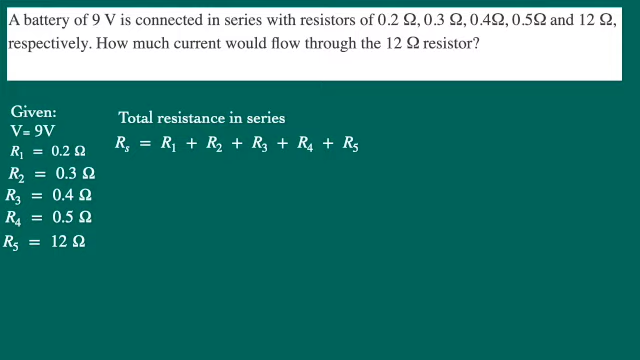 A battery of 9 V is connected in series with resistors of 0.2 Ω, 0.3 Ω, 0.4Ω, 0.5Ω and 12 Ω,
respectively. How much current would flow through the 12 Ω resistor?
Given:
V= 9V
R₁ = 0.2 Ω
R₂ = 0.3 Ω
R₃ = 0.4 Ω
R₄ = 0.5 Ω
R₅ = 12 Ω
Total resistance in series
Rₛ = R₁ + R₂ + R₃ + R₄ + R₅